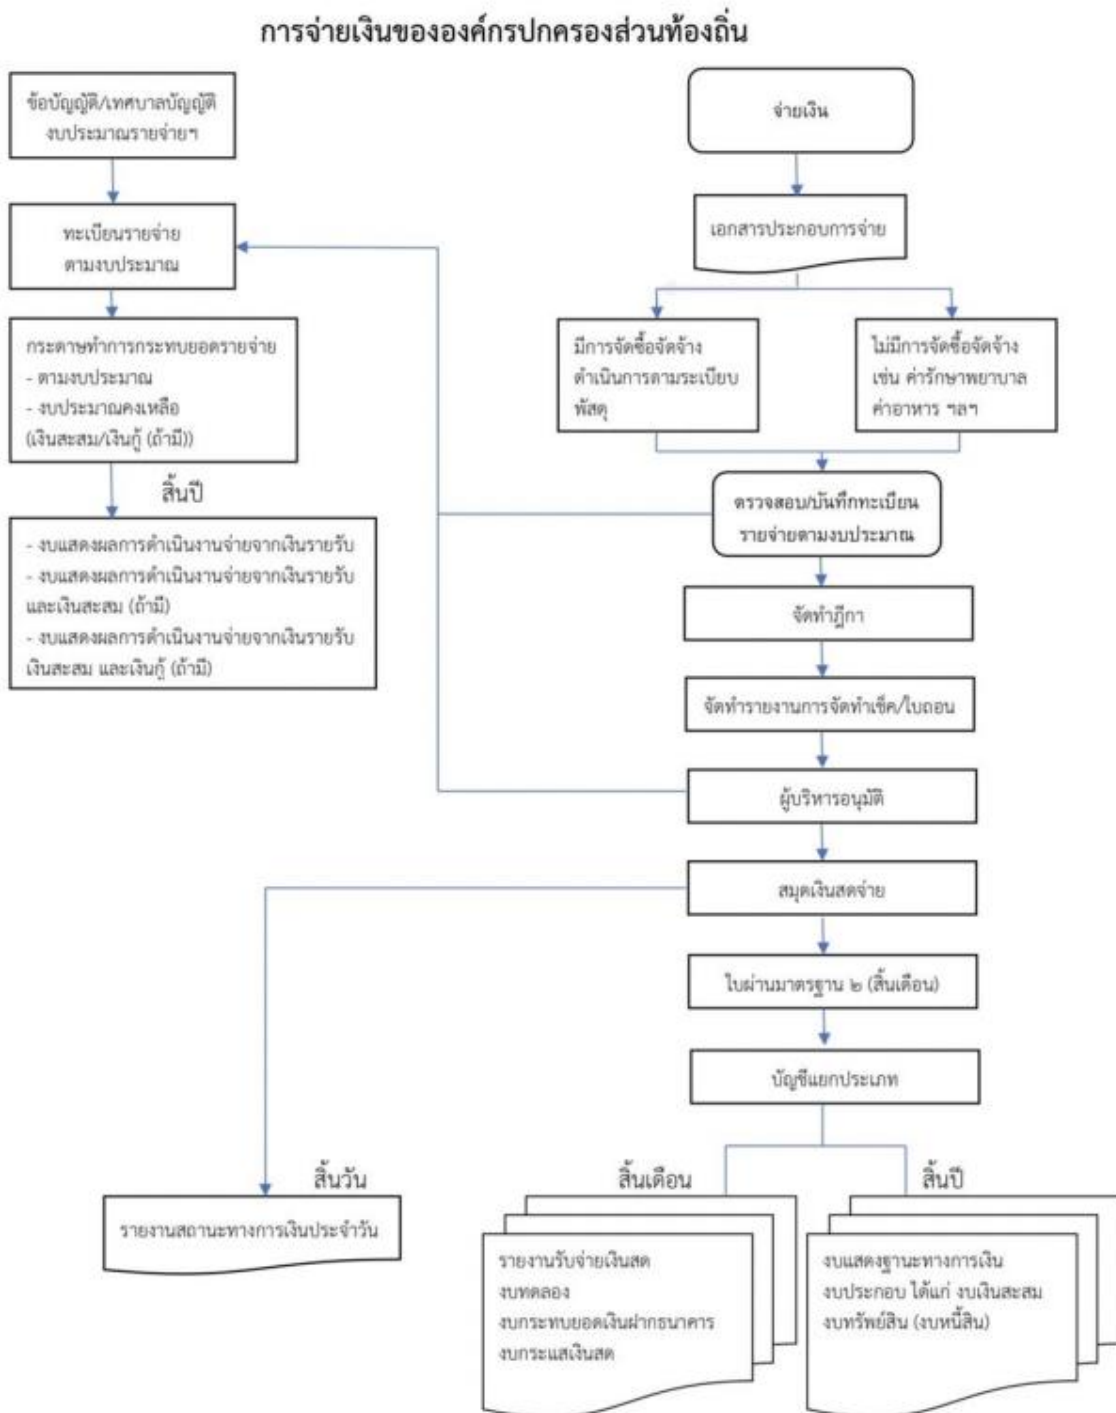 การจ่ายเงินขององค์กรปกครองส่วนท้องถิ่น
ข้อบัญญัติ/เทศบาลบัญญัติ
งบประมาณรายจ่ายฯ
ทะเบียนรายจ่าย
ตามงบประมาณ
กระดาษทำการกระทบยอดรายจ่าย
- ตามงบประมาณ
- งบประมาณคงเหลือ
(เงินสะสม/เงินกู้ (ถ้ามี))
สิ้นปี
- งบแสดงผลการดำเนินงานจ่ายจากเงินรายรับ
- งบแสดงผลการดำเนินงานจ่ายจากเงินรายรับ
และเงินสะสม (ถ้ามี)
- งบแสดงผลการดำเนินงานจ่ายจากเงินรายรับ
เงินสะสม และเงินกู้ (ถ้ามี)
จ่ายเงิน
เอกสารประกอบการจ่าย
มีการจัดซื้อจัดจ้าง
ดำเนินการตามระเบียบ
พัสดุ
ไม่มีการจัดซื้อจัดจ้าง
เช่น ค่ารักษาพยาบาล
ค่าอาหาร ฯลฯ
ตรวจสอบ/บันทึกทะเบียน
รายจ่ายตามงบประมาณ
จัดทำฎีกา
จัดทำรายงานการจัดทำเช็ค/ใบถอน
ผู้บริหารอนุมัติ
สมุดเงินสดจ่าย
ใบผ่านมาตรฐาน ๒ (สิ้นเดือน)
บัญชีแยกประเภท
สิ้นวัน
รายงานสถานะทางการเงินประจำวัน
สิ้นเดือน
รายงานรับจ่ายเงินสด
งบทดลอง
งบกระทบยอดเงินฝากธนาคาร
งบกระแสเงินสด
สิ้นปี
งบแสดงฐานะทางการเงิน
งบประกอบ ได้แก่ งบเงินสะสม
งบทรัพย์สิน (งบหนี้สิน)